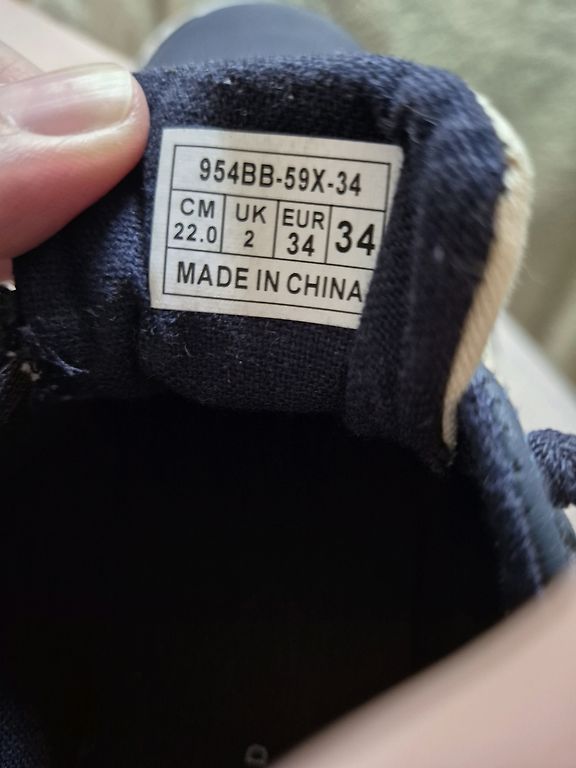 954BB-59X-34
CM UK EUR 34
22.0 2 34
MADE IN CHINA